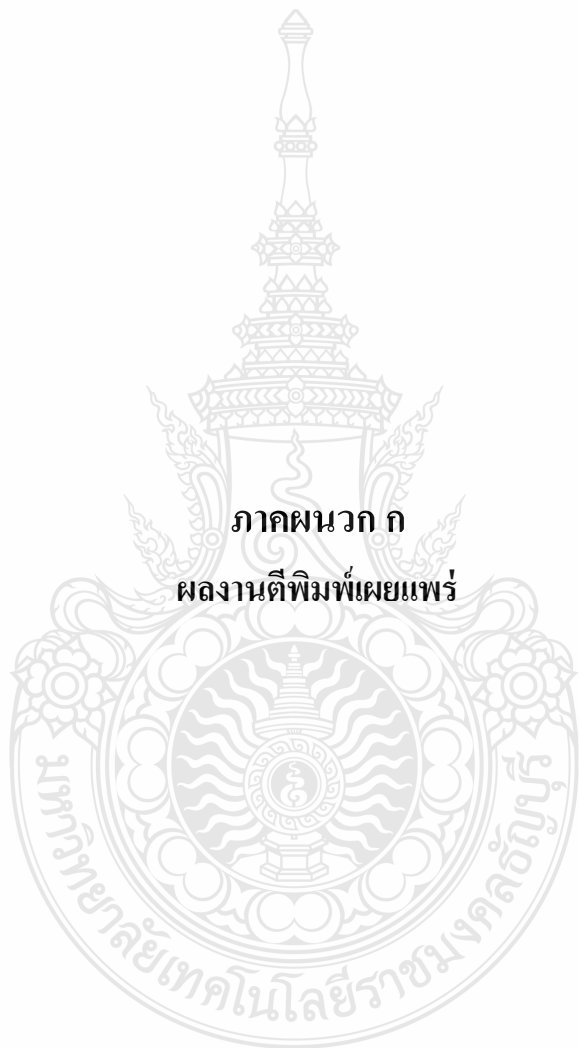 ภาคผนวก ก
ผลงานตีพิมพ์เผยแพร่
มหาวิทยาลัยเทคโนโลยีราชมงคลธัญบุรี